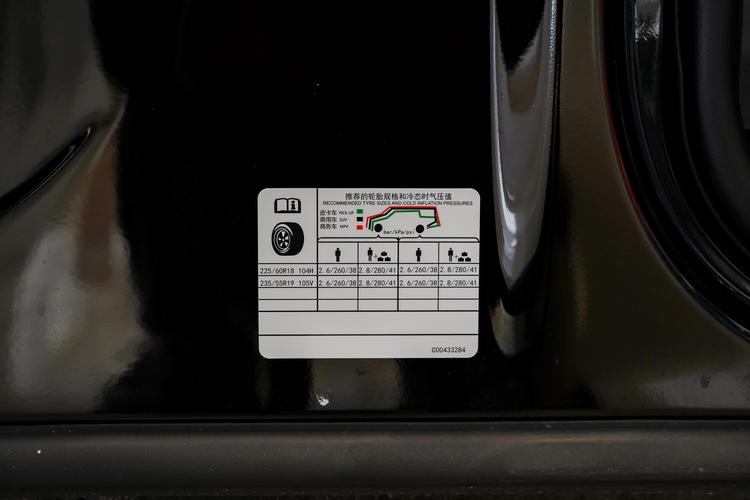 推荐的轮胎规格和冷态时气压值
RECOMMENDED TYRE SIZES AND COLD INFLATION PRESSURES
皮卡车 PICK UP
乘用车 SUV
商务车 MPV
bar/kPa/psi
225/60R18 104H 2.6/260/38 2.8/280/41 2.6/260/38 2.8/280/41
235/55R19 105V 2.6/260/38 2.8/280/41 2.6/260/38 2.8/280/41
C00433284